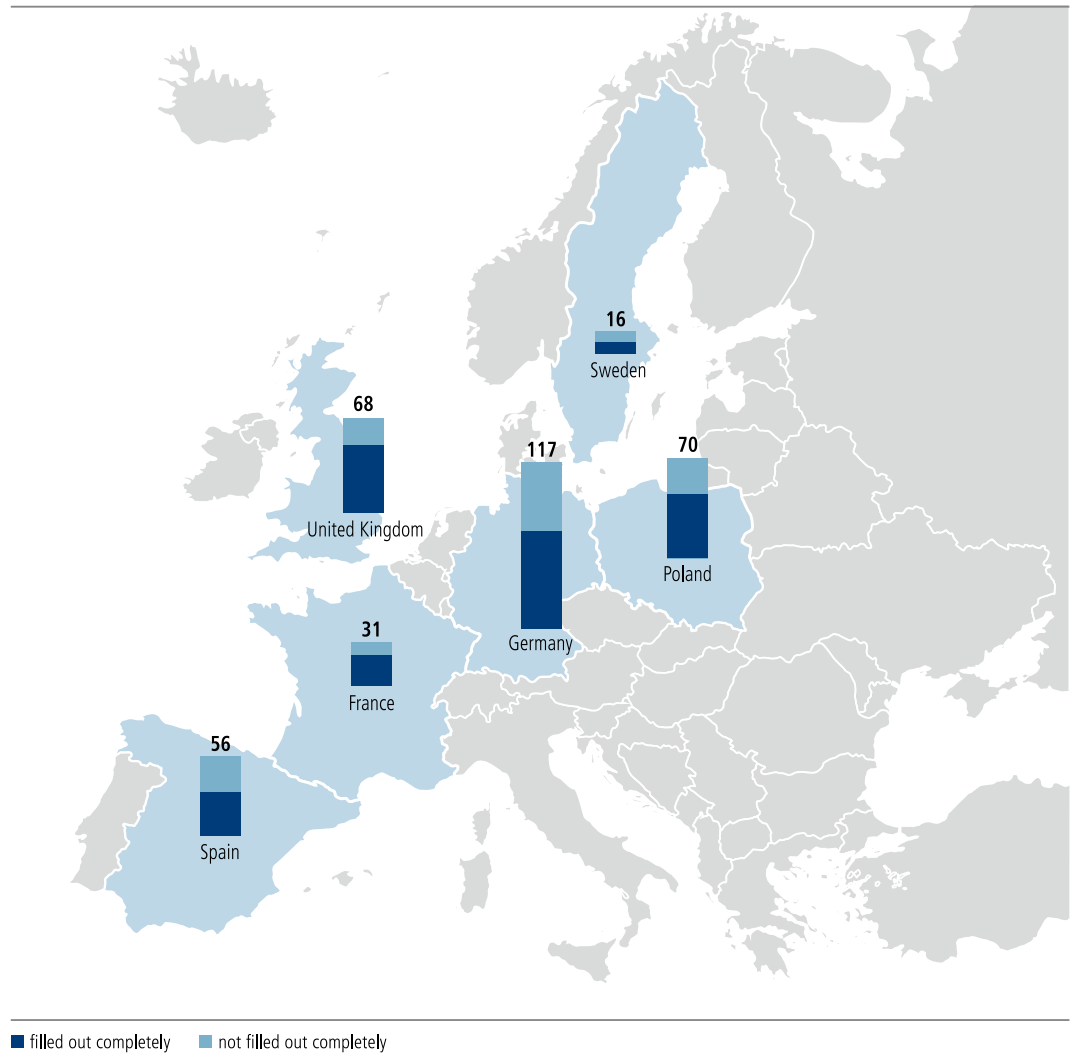 16
Sweden
68
United Kingdom
117
Germany
70
Poland
31
France
56
Spain
filled out completely
not filled out completely